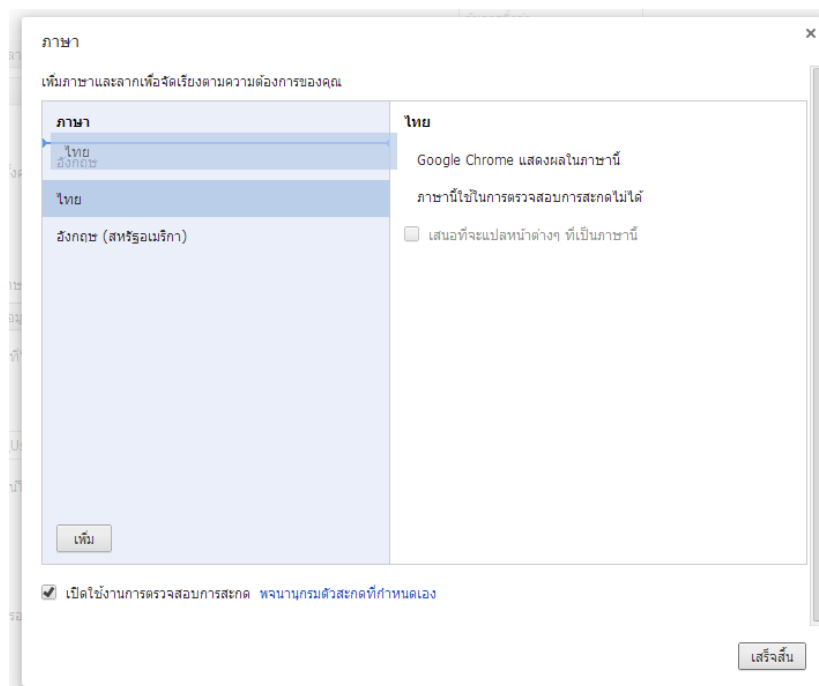 ภาษา
×
เพิ่มภาษาและลากเพื่อจัดเรียงตามความต้องการของคุณ
ภาษา
ไทย
อังกฤษ
ไทย
อังกฤษ (สหรัฐอเมริกา)
เพิ่ม
ไทย
Google Chrome แสดงผลในภาษานี้
ภาษานี้ใช้ในการตรวจสอบการสะกดไม่ได้
เสนอที่จะแปลหน้าต่างๆ ที่เป็นภาษานี้
เปิดใช้งานการตรวจสอบการสะกด พจนานุกรมตัวสะกดที่กำหนดเอง
เสร็จสิ้น